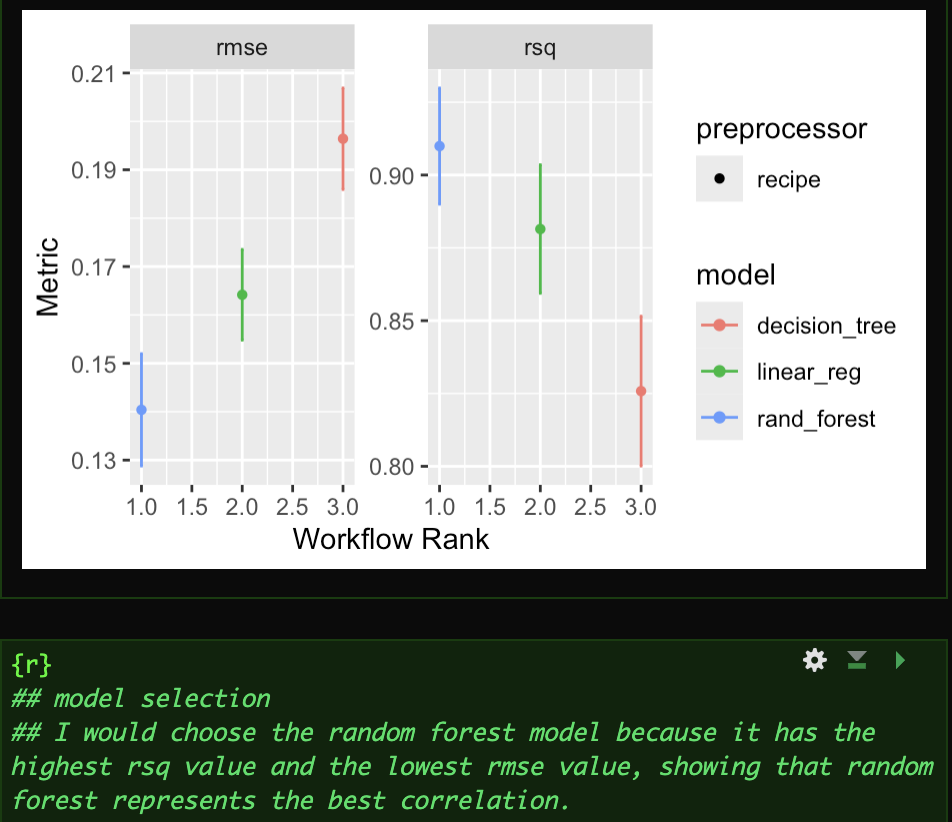 rmse
rsq
0.21
0.19
0.17
0.15
0.13
Metric
0.90
0.85
0.80
1.0 1.5 2.0 2.5 3.0
1.0 1.5 2.0 2.5 3.0
Workflow Rank
preprocessor
recipe
model
decision_tree
linear_reg
rand_forest
{r}
## model selection
## I would choose the random forest model because it has the
highest rsq value and the lowest rmse value, showing that random
forest represents the best correlation.